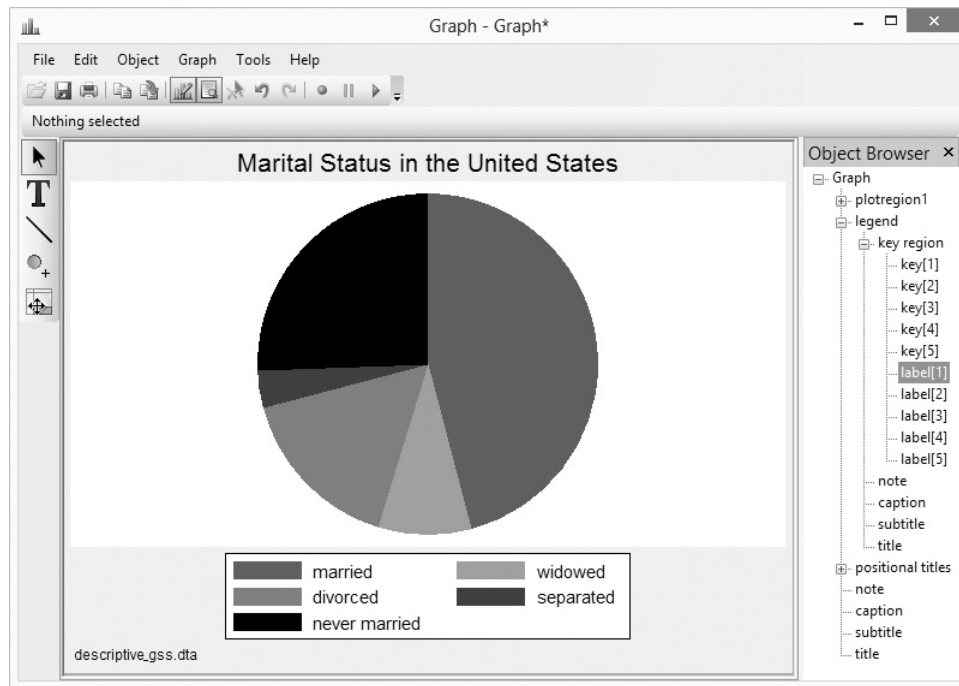 Graph - Graph*
File Edit Object Graph Tools Help
Nothing selected
T
Marital Status in the United States
married widowed
divorced separated
never married
descriptive_gss.dta
Object Browser
Graph
plotregion1
legend
key region
key[1]
key[2]
key[3]
key[4]
key[5]
label[1]
label[2]
label[3]
label[4]
label[5]
note
caption
subtitle
title
positional titles
note
caption
subtitle
title